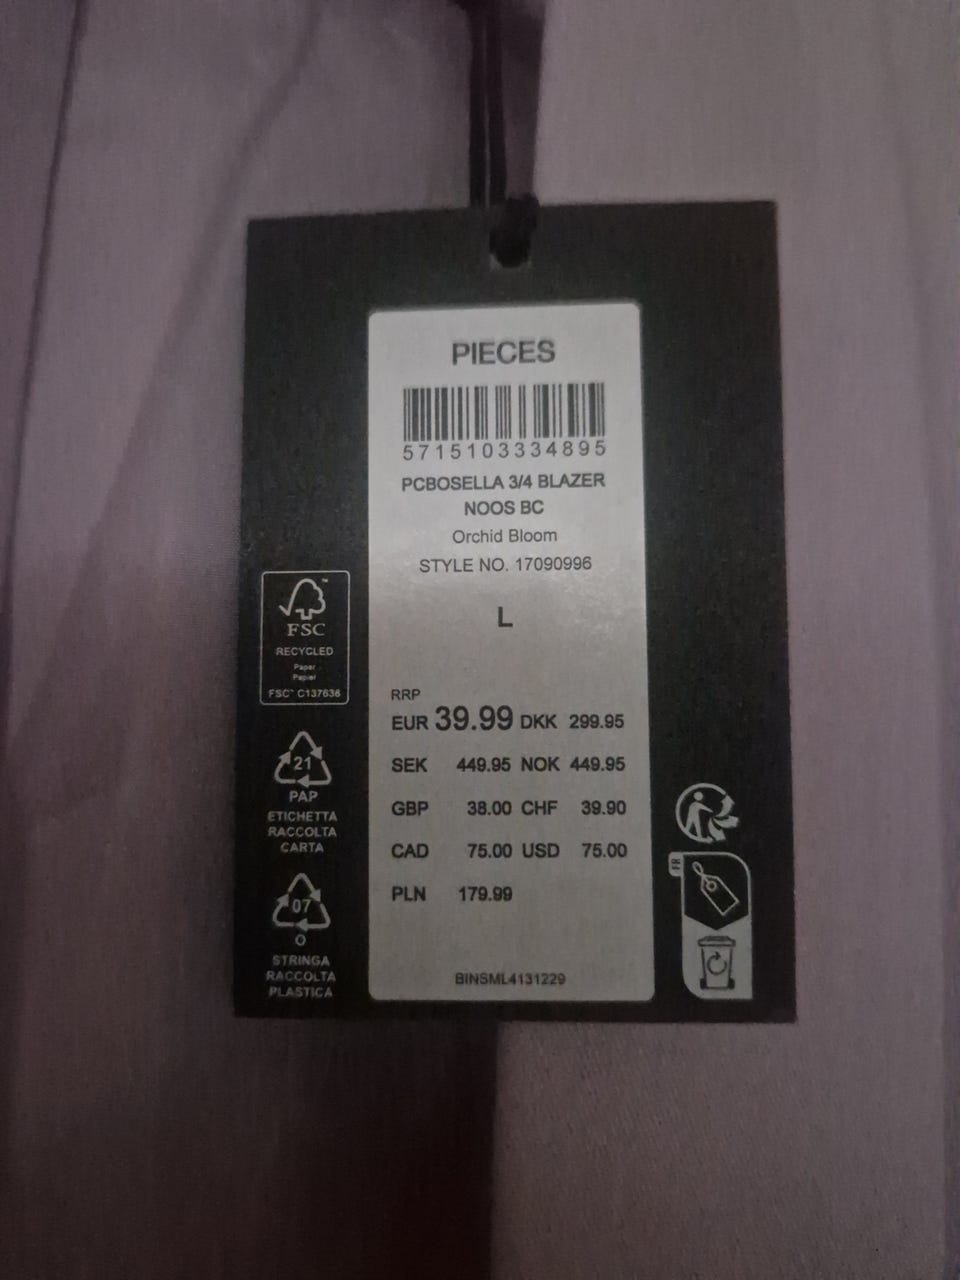 PIECES
5715103334895
PCBOSELLA 3/4 BLAZER
NOOS BC
Orchid Bloom
STYLE NO. 17090996
L
RRP
EUR 39.99 DKK 299.95
SEK 449.95 NOK 449.95
GBP 38.00 CHF 39.90
CAD 75.00 USD 75.00
PLN 179.99
BINSML4131229
FSC
RECYCLED
Paper
Papier
FSC™ C137636
21
PAP
ETICHETTA
RACCOLTA
CARTA
07
O
STRINGA
RACCOLTA
PLASTICA
FR